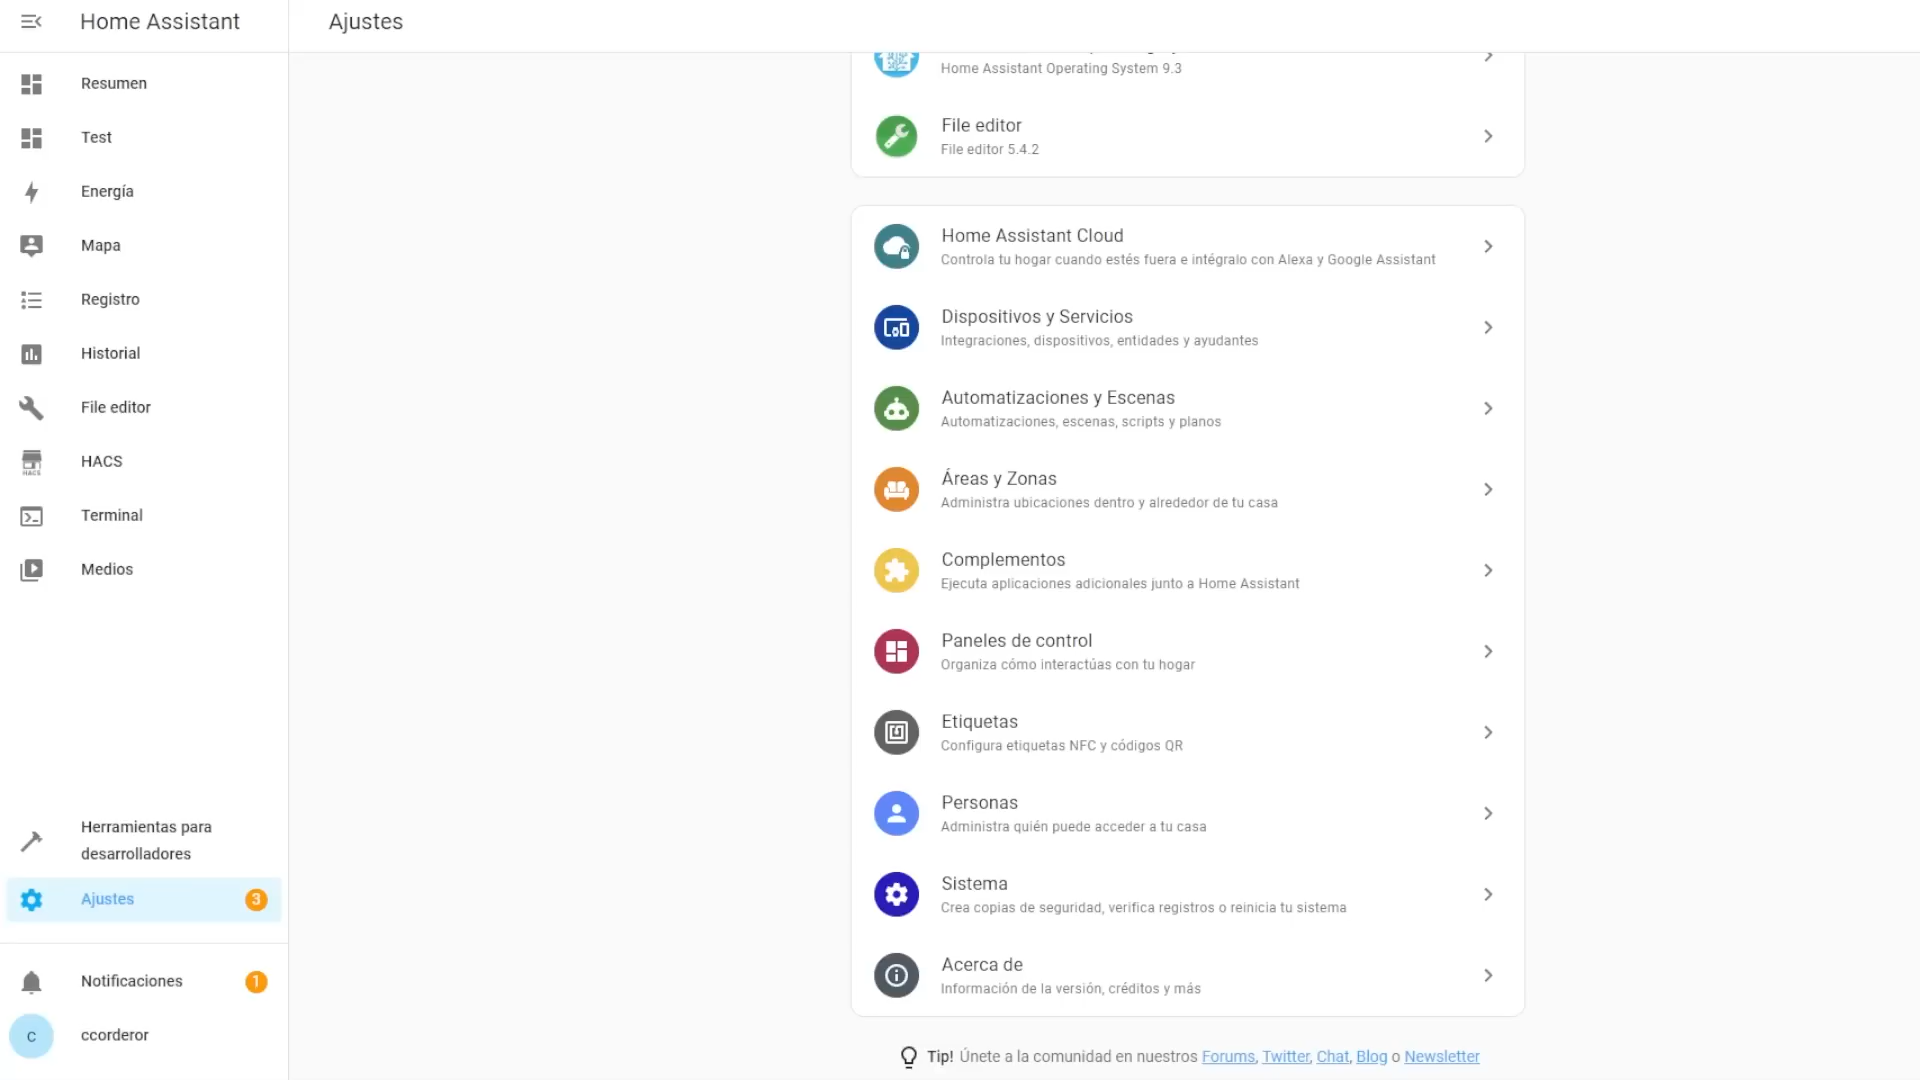 Home Assistant
Ajustes
Resumen
Test
Energía
Mapa
Registro
Historial
File editor
HACS
Terminal
Medios
Herramientas para
desarrolladores
Ajustes 3
Notificaciones 1
C ccorderor
Home Assistant Operating System 9.3
File editor
File editor 5.4.2
Home Assistant Cloud
Controla tu hogar cuando estés fuera e intégralo con Alexa y Google Assistant
Dispositivos y Servicios
Integraciones, dispositivos, entidades y ayudantes
Automatizaciones y Escenas
Automatizaciones, escenas, scripts y planos
Áreas y Zonas
Administra ubicaciones dentro y alrededor de tu casa
Complementos
Ejecuta aplicaciones adicionales junto a Home Assistant
Paneles de control
Organiza cómo interactúas con tu hogar
Etiquetas
Configura etiquetas NFC y códigos QR
Personas
Administra quién puede acceder a tu casa
Sistema
Crea copias de seguridad, verifica registros o reinicia tu sistema
Acerca de
Información de la versión, créditos y más
Tip! Únete a la comunidad en nuestros Forums, Twitter, Chat, Blog o Newsletter